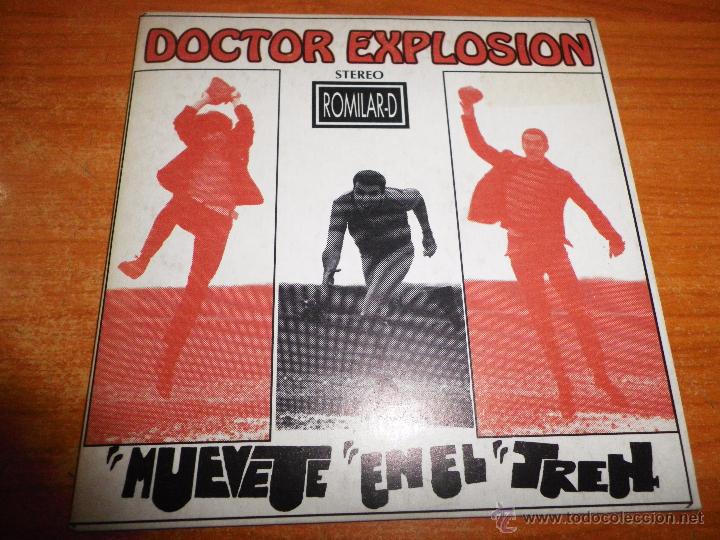 DOCTOR EXPLOSION
STEREO
ROMILAR-D
"MUEVETE "EN EL "TREN.
© www.todocoleccion.net